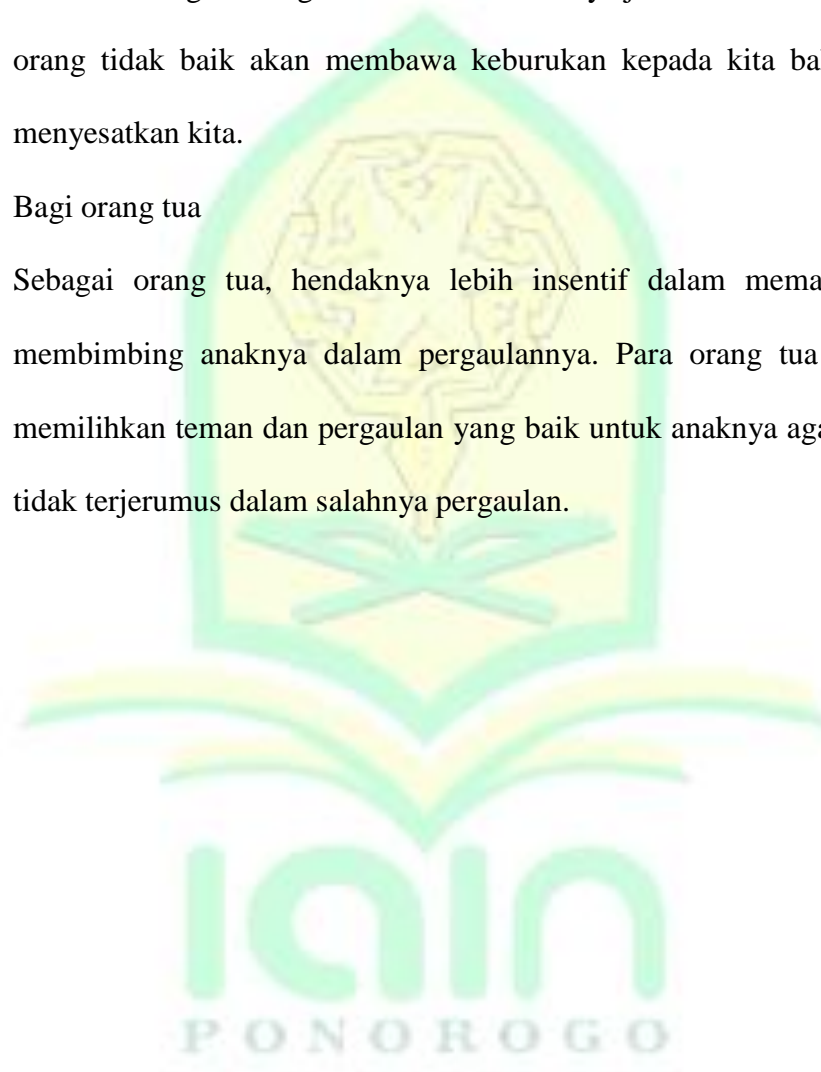 orang tidak baik akan membawa keburukan kepada kita
menyesatkan kita.
Bagi orang tua
Sebagai orang tua, hendaknya lebih insentif dalam
membimbing anaknya dalam pergaulannya. Para orang tua
memilihkan teman dan pergaulan yang baik untuk anaknya
tidak terjerumus dalam salahnya pergaulan.
iain
PONOROGO